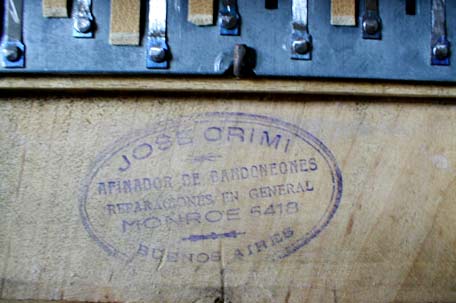 JOSE ORIMI
AFINADOR DE BANDONEONES
REPARACIONES EN GENERAL
MONROE 5418
BUENOS AIRES